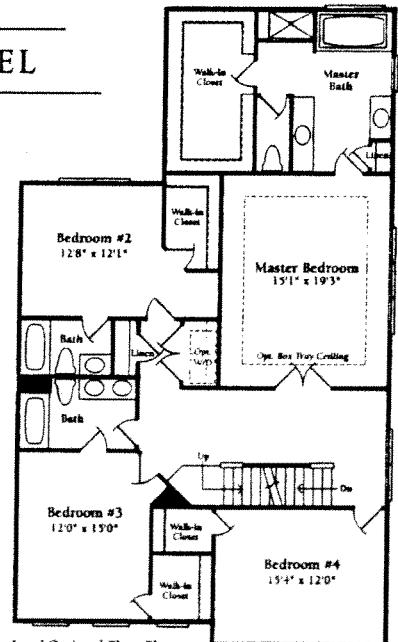 EL
Walk-in
Closet
Master
Bath
Linen
Walk-in
Closet
Bedroom #2
12'8" x 12'1"
Master Bedroom
15'1" x 19'3"
Bath
Linen
Opt.
W/D
Opt. Box Tray Ceiling
Bath
Up
Dn
Bedroom #3
12'0" x 15'0"
Walk-in
Closet
Bedroom #4
15'4" x 12'0"
Walk-in
Closet